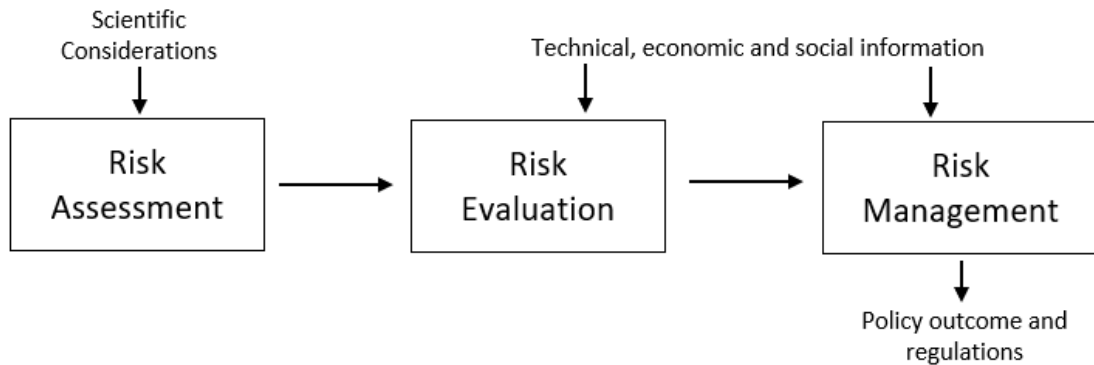 Scientific
Considerations
Technical, economic and social information
Risk
Assessment
Risk
Evaluation
Risk
Management
Policy outcome and
regulations